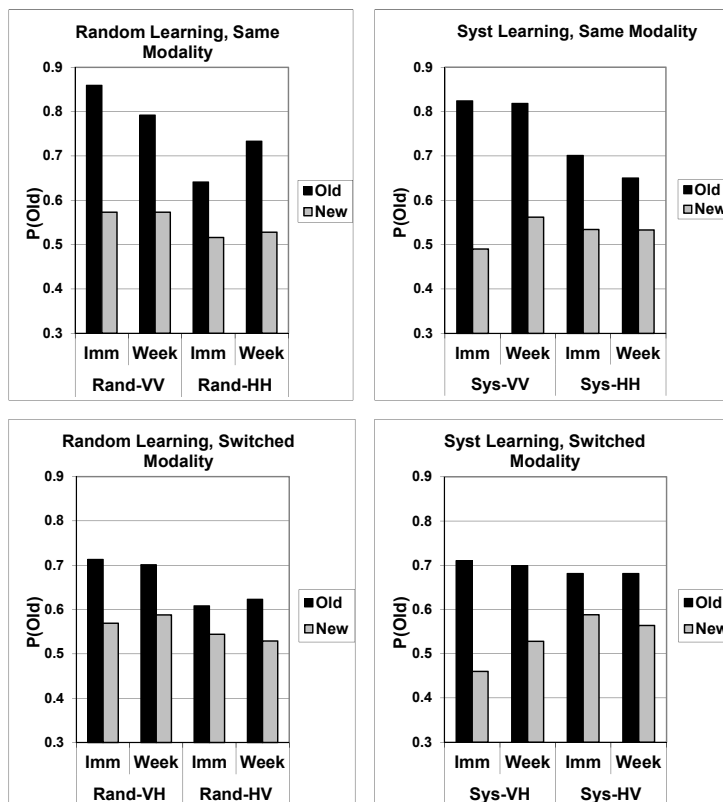 Random Learning, Same
Modality
0.9
0.8
0.7
0.6
0.5
0.4
0.3
P(Old)
Old
New
Imm Week Imm Week
Rand-VV Rand-HH
Syst Learning, Same Modality
0.9
0.8
0.7
0.6
0.5
0.4
0.3
P(Old)
Old
New
Imm Week Imm Week
Sys-VV Sys-HH
Random Learning, Switched
Modality
0.9
0.8
0.7
0.6
0.5
0.4
0.3
P(Old)
Old
New
Imm Week Imm Week
Rand-VH Rand-HV
Syst Learning, Switched
Modality
0.9
0.8
0.7
0.6
0.5
0.4
0.3
P(Old)
Old
New
Imm Week Imm Week
Sys-VH Sys-HV